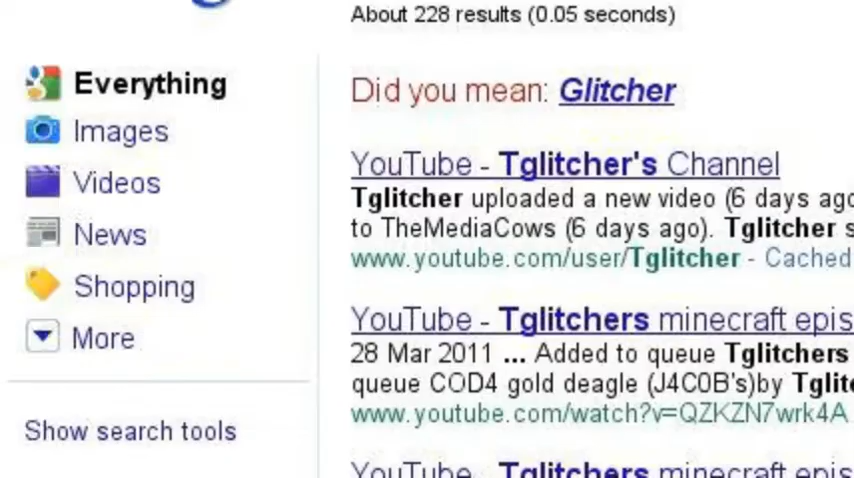 About 228 results (0.05 seconds)
Everything
Images
Videos
News
Shopping
More
Show search tools
Did you mean: Glitcher
YouTube - Tglitcher's Channel
Tglitcher uploaded a new video (6 days ago
to TheMediaCows (6 days ago). Tglitcher s
www.youtube.com/user/Tglitcher - Cached
YouTube - Tglitchers minecraft epis
28 Mar 2011 ... Added to queue Tglitchers
queue COD4 gold deagle (J4C0B's)by Tglit
www.youtube.com/watch?v=QZKZN7wrk4A
YouTube - Tglitchers minecraft epis